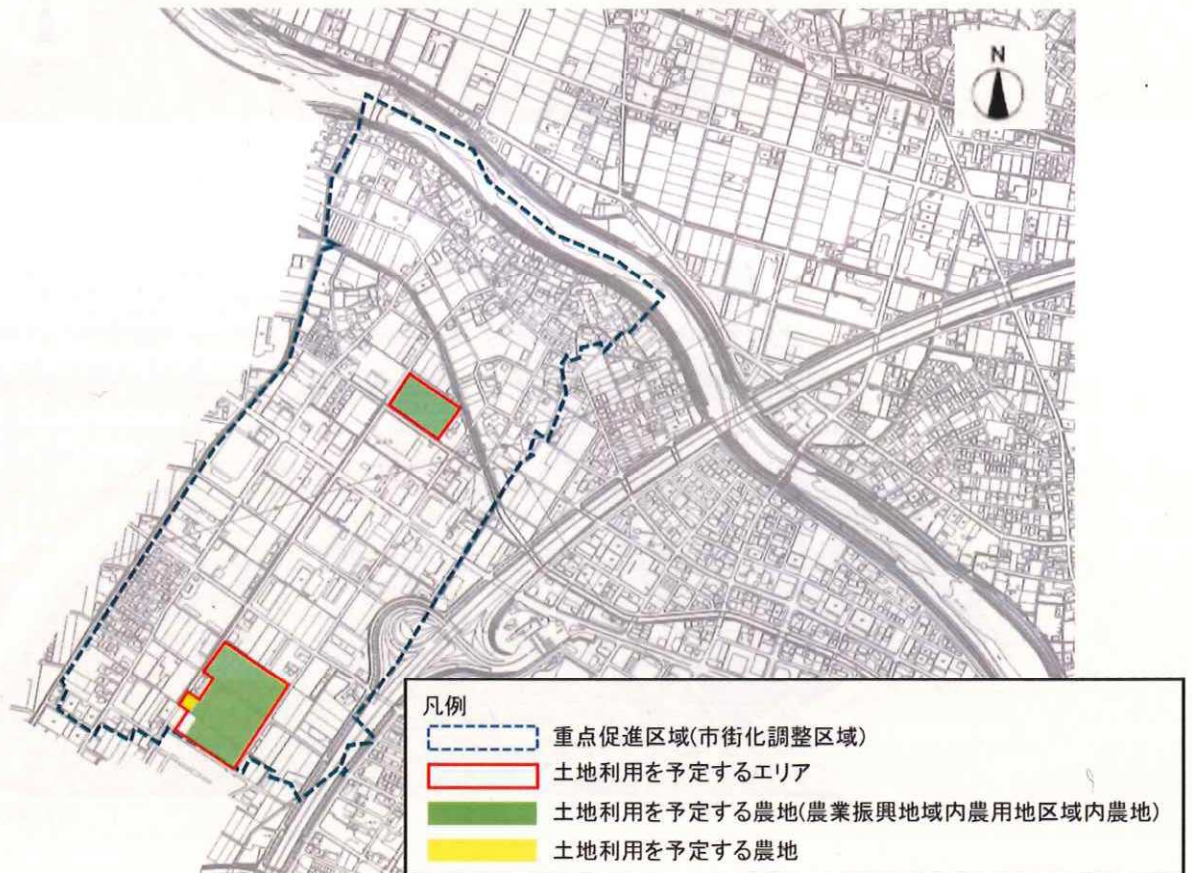 N
凡例
重点促進区域(市街化調整区域)
土地利用を予定するエリア
土地利用を予定する農地(農業振興地域内農用地区域内農地)
土地利用を予定する農地